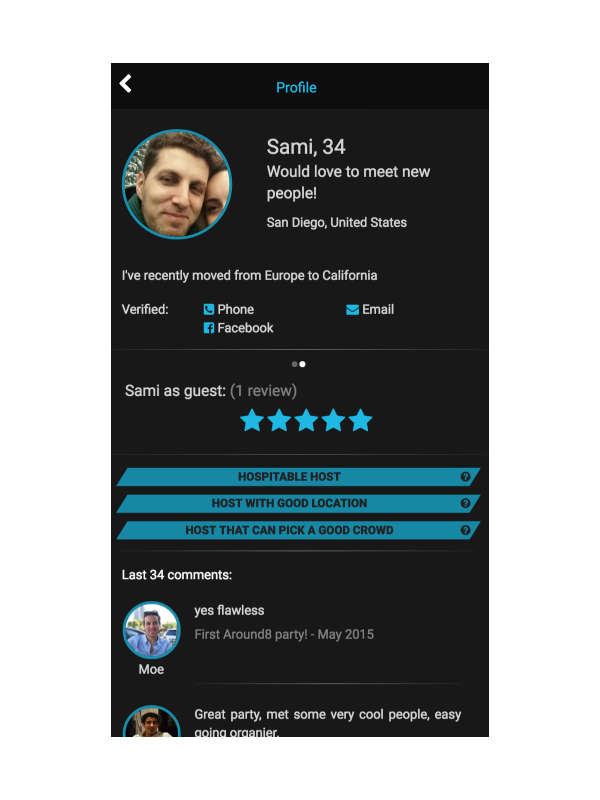 Profile
Sami, 34
Would love to meet new
people!
San Diego, United States
I've recently moved from Europe to California
Verified: Phone Email
Facebook
Sami as guest: (1 review)
HOSPITABLE HOST
HOST WITH GOOD LOCATION
HOST THAT CAN PICK A GOOD CROWD
Last 34 comments:
yes flawless
First Around8 party! - May 2015
Moe
Great party, met some very cool people, easy
going organier.